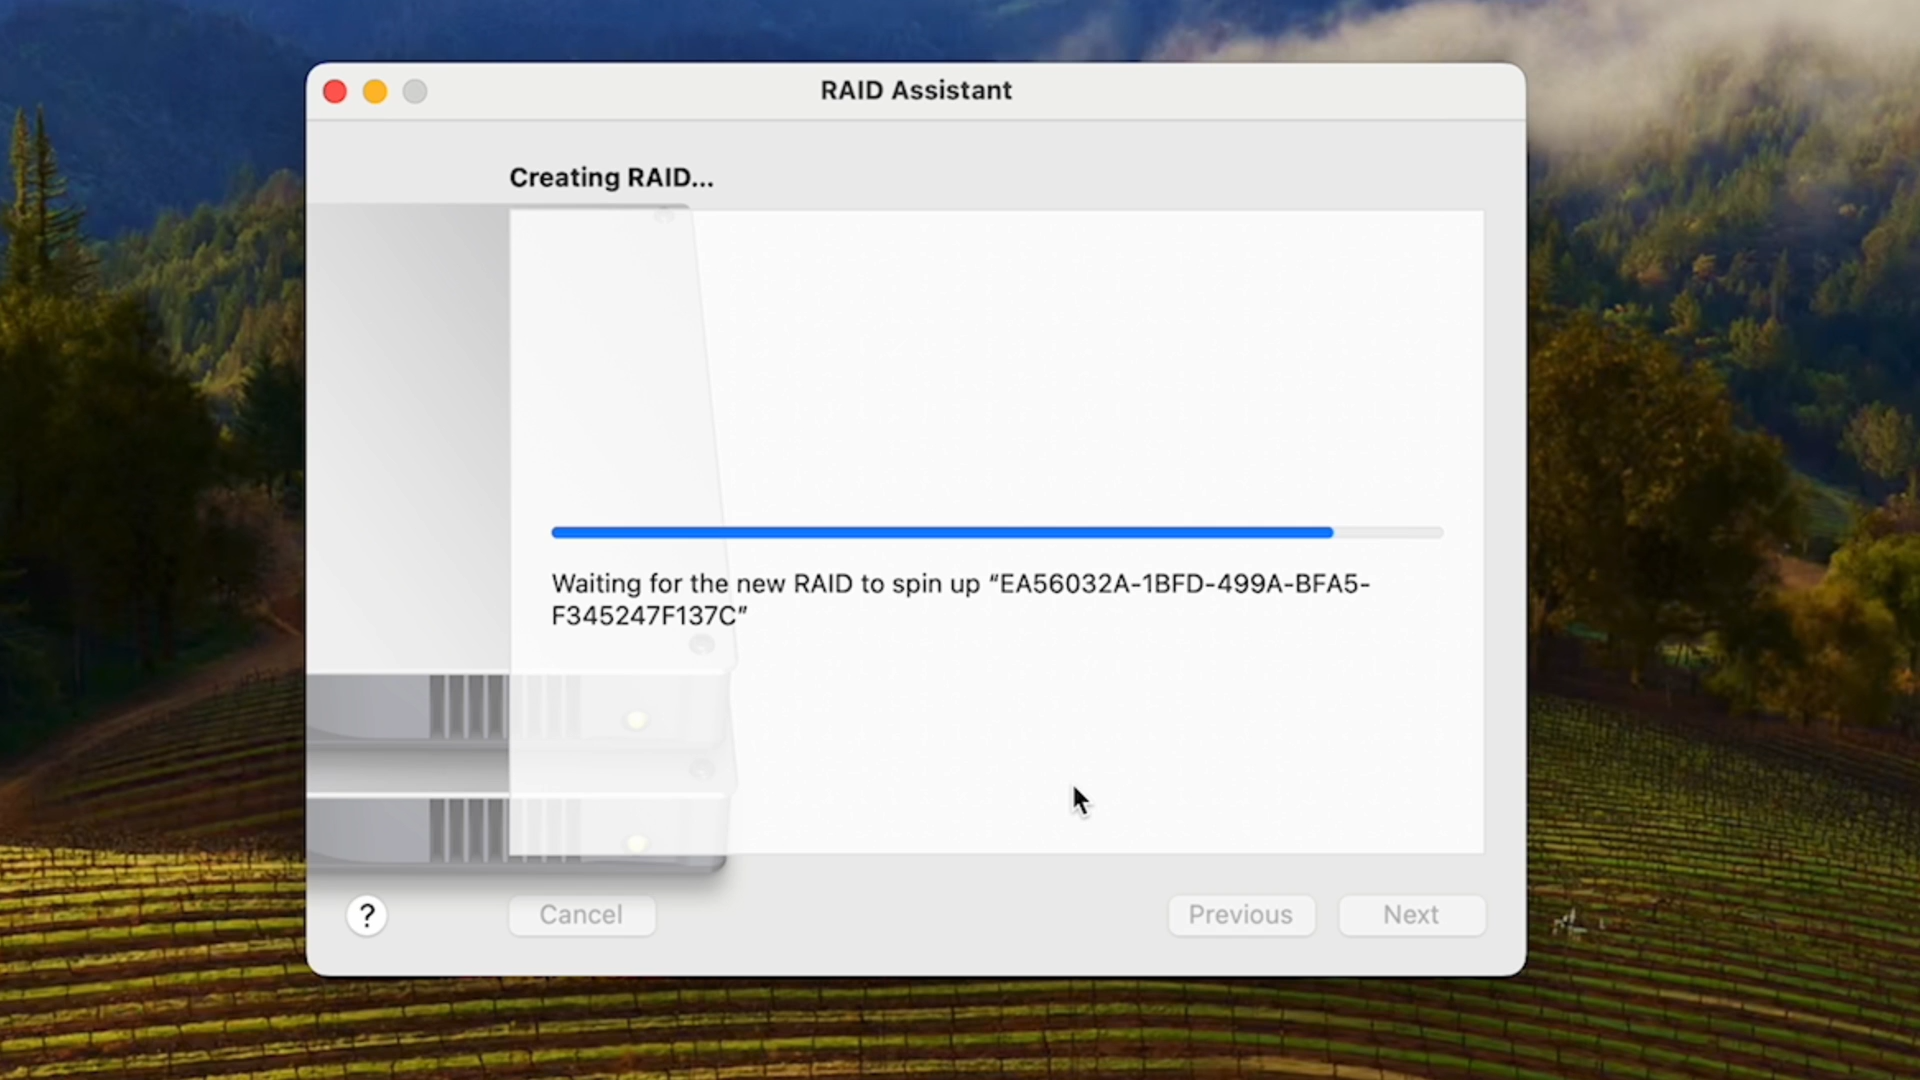 RAID Assistant
Creating RAID...
Waiting for the new RAID to spin up “EA56032A-1BFD-499A-BFA5-
F345247F137C”
?
Cancel
Previous
Next